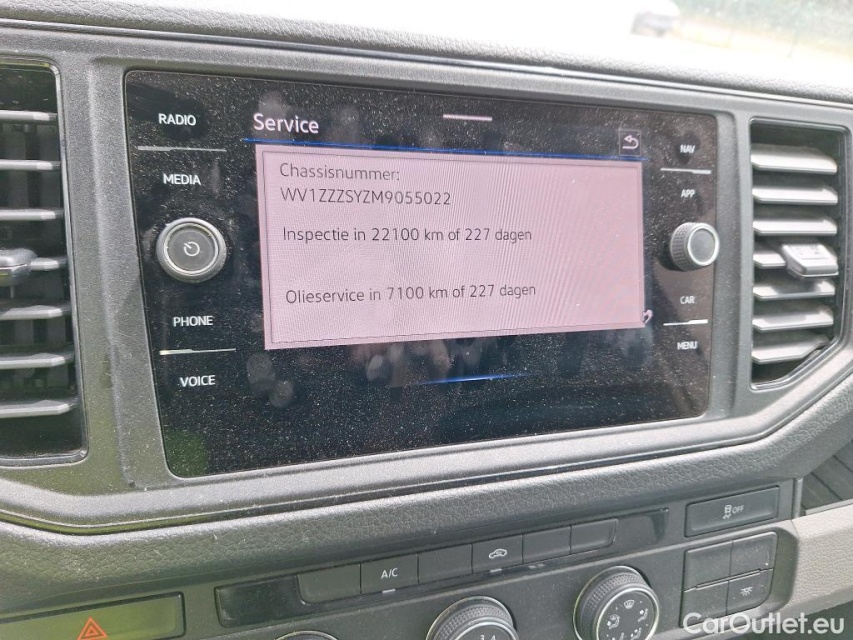 RADIO
MEDIA
PHONE
VOICE
Service
Chassisnummer:
WV1ZZZSYZM9055022
Inspectie in 22100 km of 227 dagen
Olieservice in 7100 km of 227 dagen
NAV
APP
CAR
MENU
OFF
A/C
CarOutlet.eu